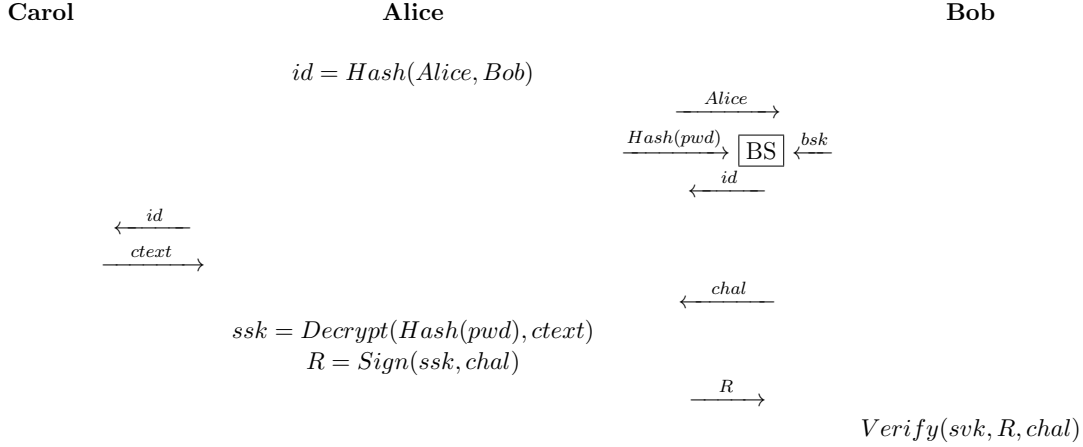 Carol Alice Bob
id = Hash(Alice, Bob)
Alice
Hash(pwd) BS bsk
id
id
ctext
chal
ssk = Decrypt(Hash(pwd), ctext)
R = Sign(ssk, chal)
R
Verify(svk, R, chal)